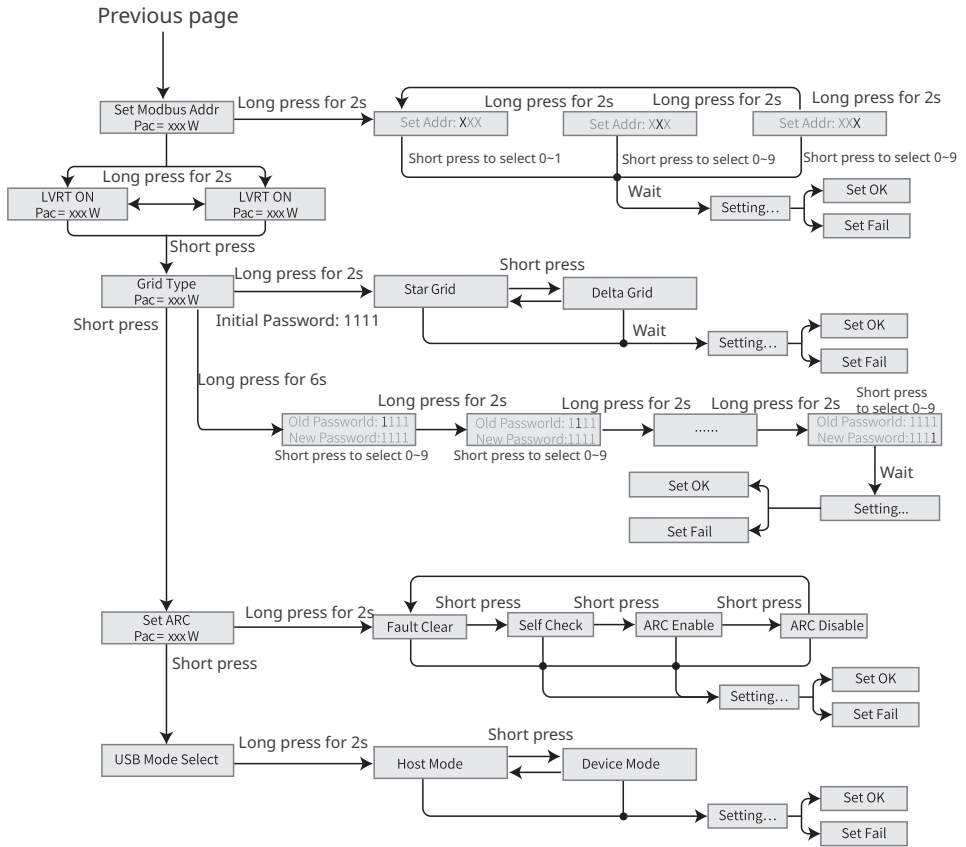 Previous page
Set Modbus Addr
Pac= xxx W
Long press for 2s
Long press for 2s
Long press for 2s
Long press for 2s
Set Addr: XXX
Set Addr: XXX
Set Addr: XXX
Short press to select 0~1
Short press to select 0~9
Short press to select 0~9
Wait
Setting...
Set OK
Set Fail
Long press for 2s
LVRT ON
Pac= xxx W
LVRT ON
Pac= xxx W
Short press
Grid Type
Pac= xxx W
Long press for 2s
Star Grid
Short press
Delta Grid
Wait
Setting...
Set OK
Set Fail
Short press
Initial Password: 1111
Long press for 6s
Long press for 2s
Long press for 2s
Long press for 2s
Short press
to select 0~9
Old Passworld: 1111
New Password:1111
Old Passworld: 1111
New Password:1111
......
Old Passworld: 1111
New Password:1111
Short press to select 0~9
Short press to select 0~9
Wait
Setting...
Set OK
Set Fail
Set ARC
Pac= xxx W
Long press for 2s
Fault Clear
Short press
Self Check
Short press
ARC Enable
Short press
ARC Disable
Setting...
Set OK
Set Fail
Short press
USB Mode Select
Long press for 2s
Host Mode
Short press
Device Mode
Setting...
Set OK
Set Fail